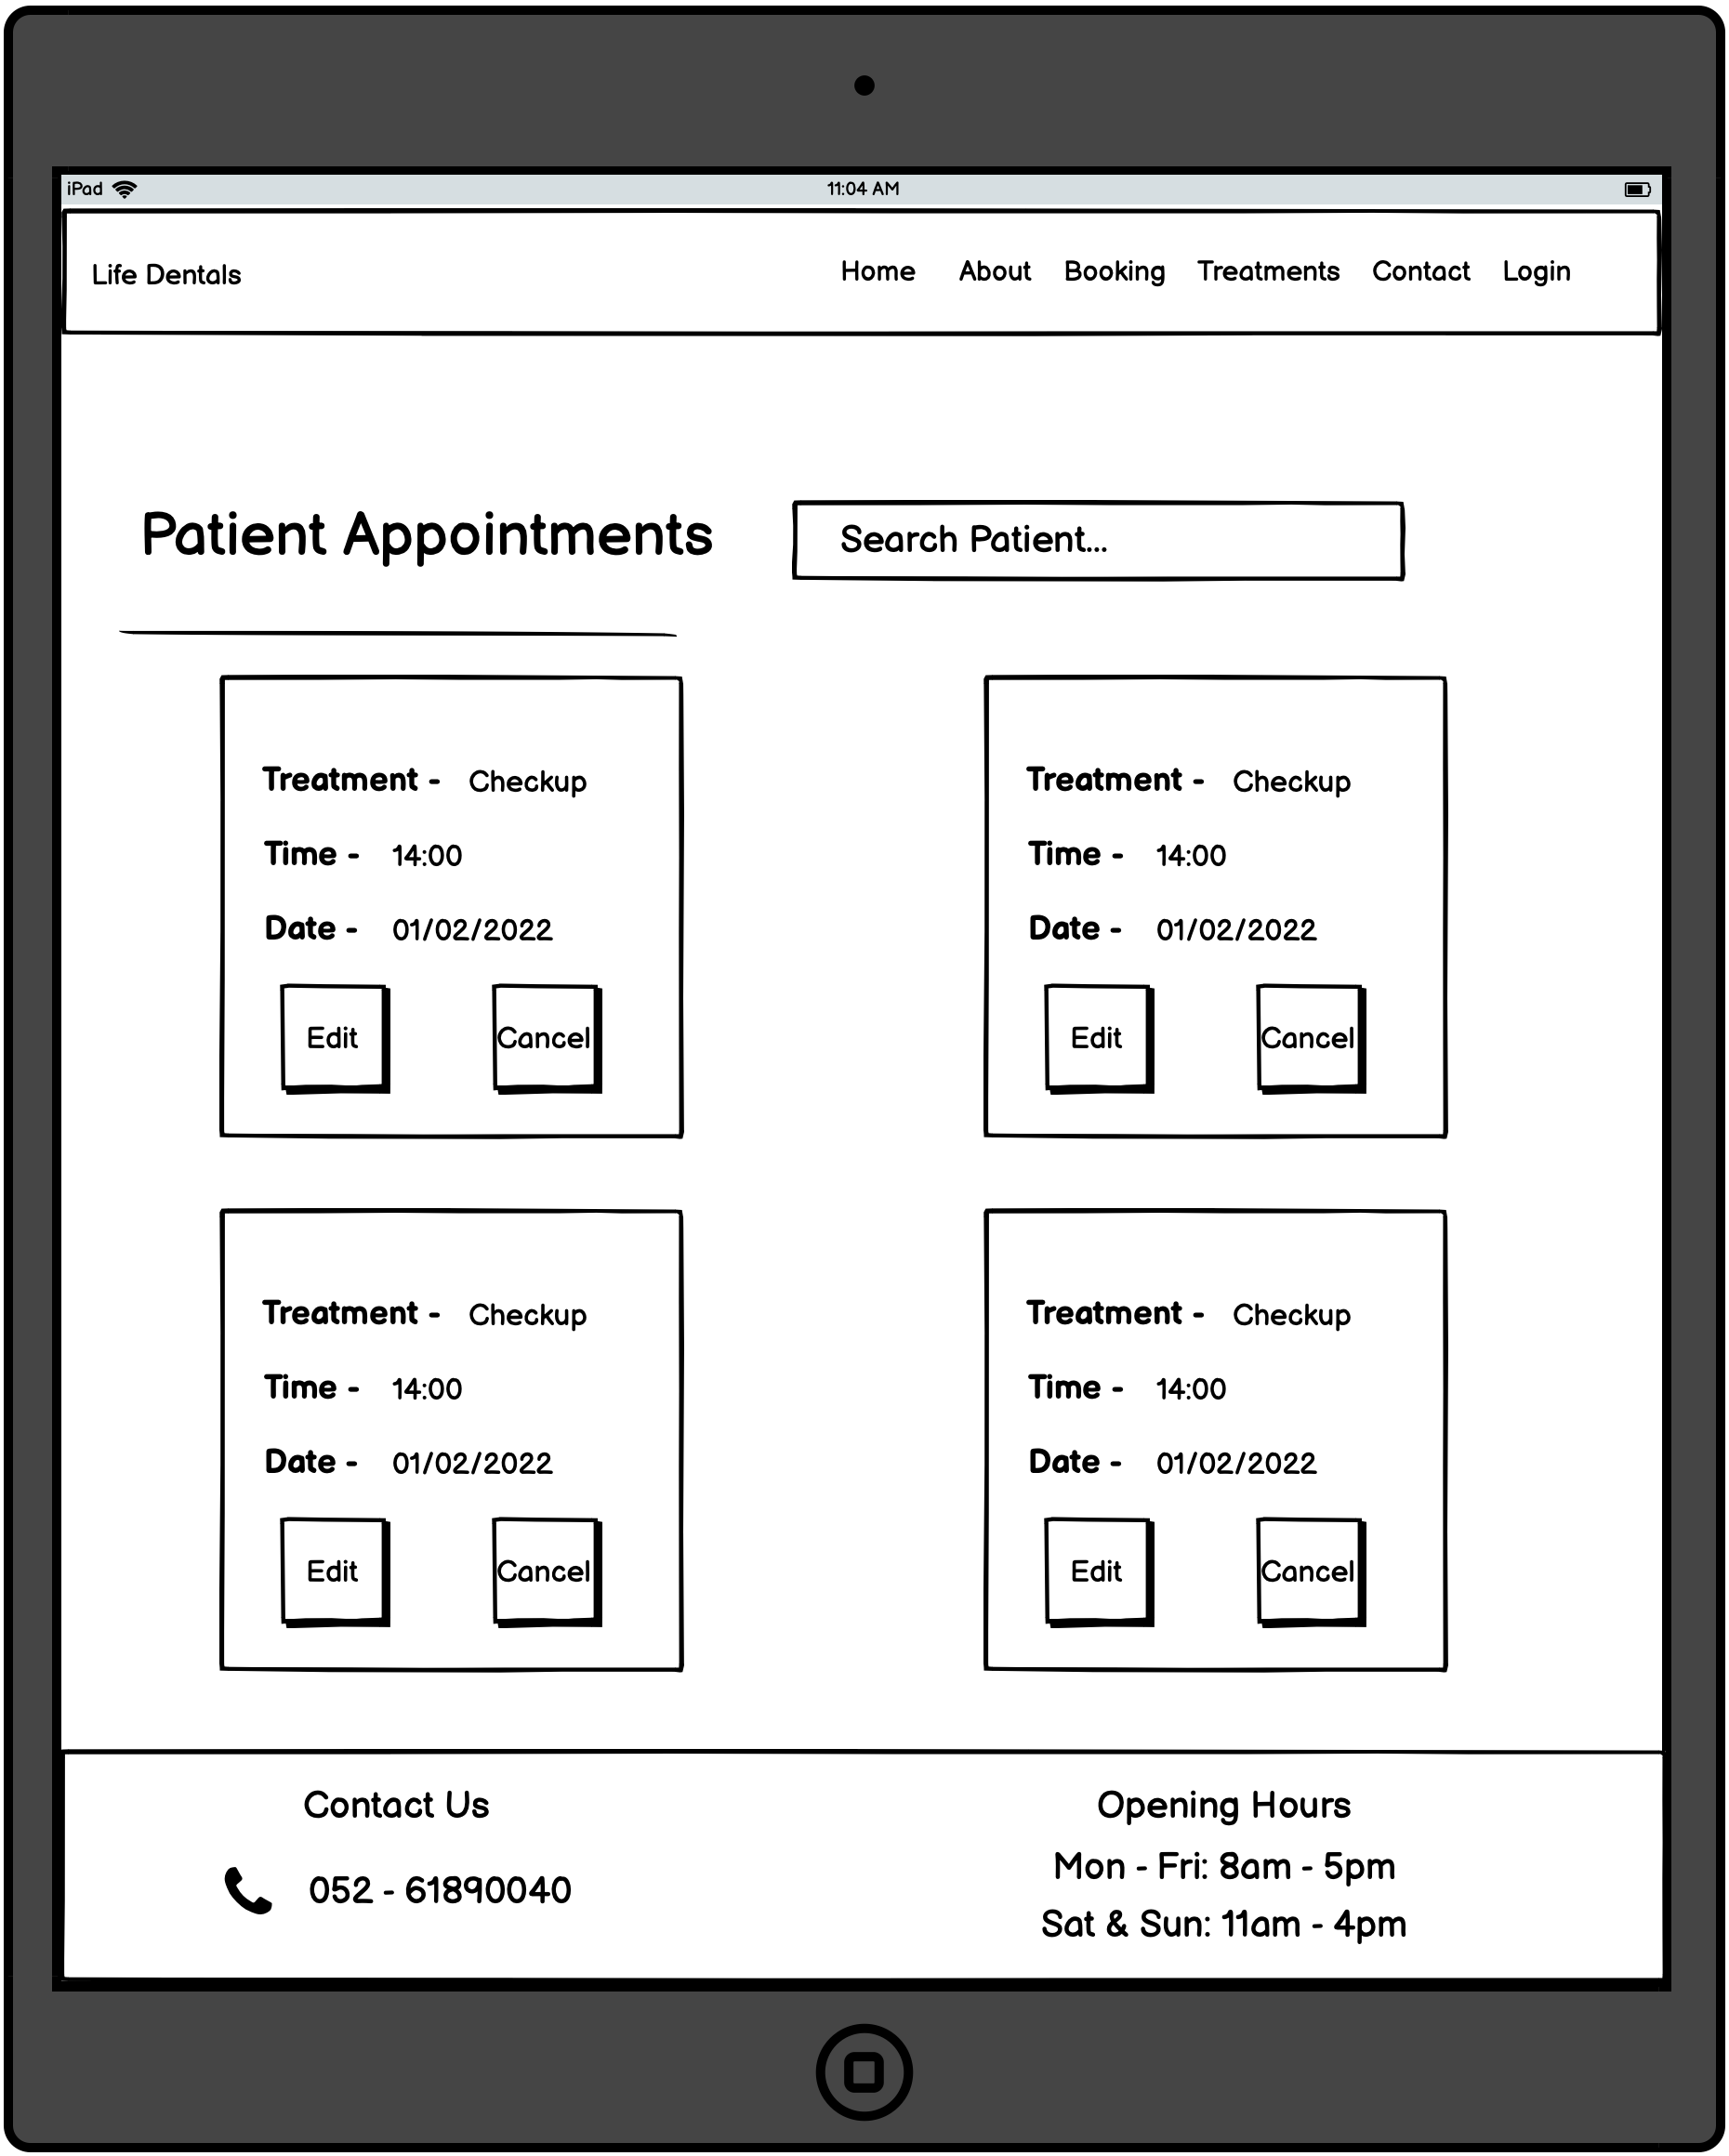 iPad 11:04 AM
Life Dentals Home About Booking Treatments Contact Login
Patient Appointments
Search Patient...
Treatment - Checkup
Time - 14:00
Date - 01/02/2022
Edit Cancel
Treatment - Checkup
Time - 14:00
Date - 01/02/2022
Edit Cancel
Treatment - Checkup
Time - 14:00
Date - 01/02/2022
Edit Cancel
Treatment - Checkup
Time - 14:00
Date - 01/02/2022
Edit Cancel
Contact Us
052 - 61890040
Opening Hours
Mon - Fri: 8am - 5pm
Sat & Sun: 11am - 4pm